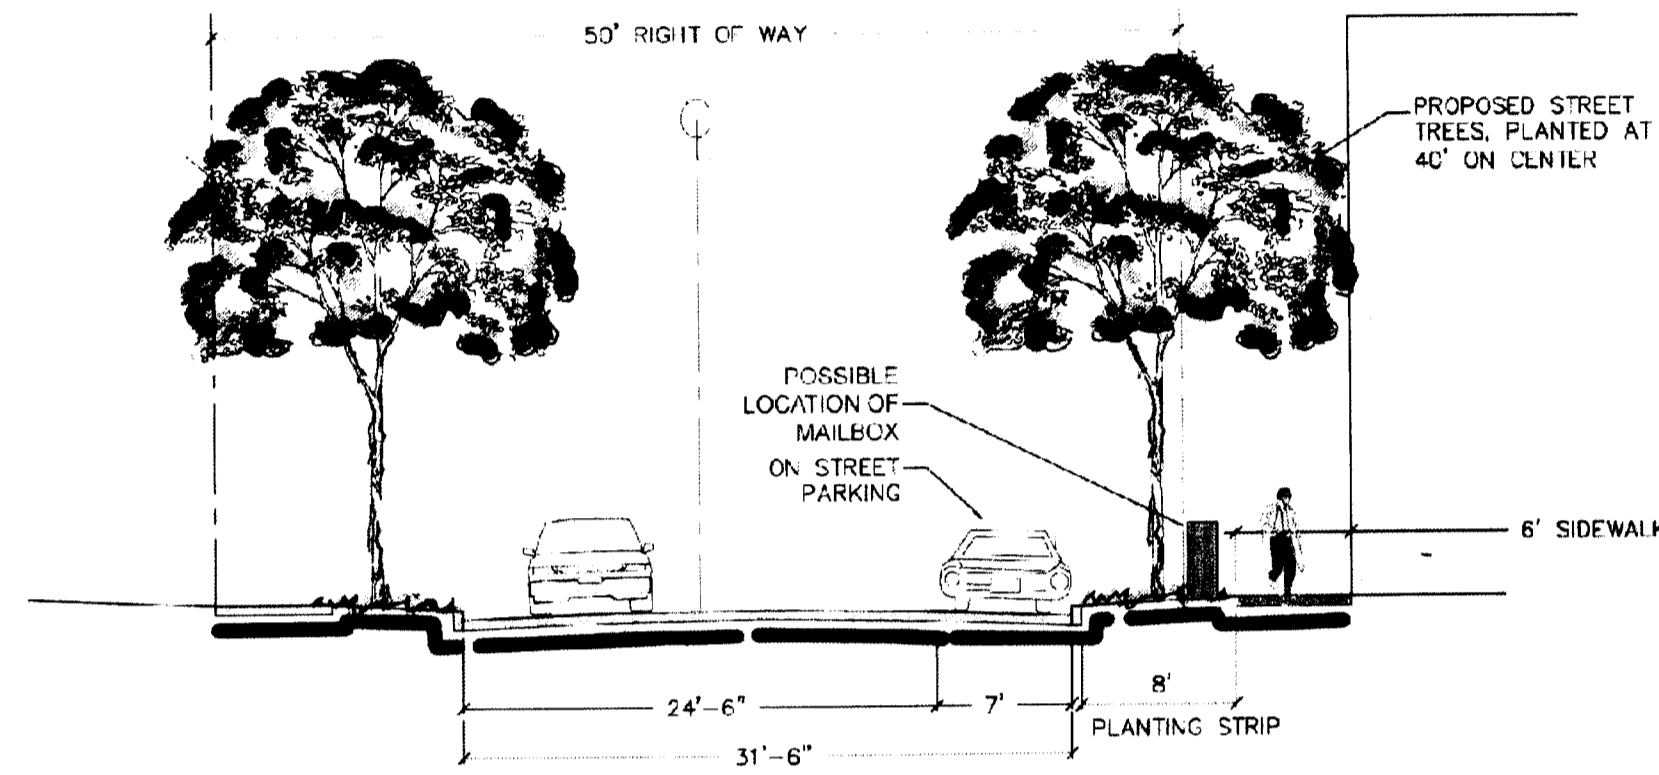 50' RIGHT OF WAY
PROPOSED STREET
TREES, PLANTED AT
40' ON CENTER
POSSIBLE
LOCATION OF
MAILBOX
ON STREET
PARKING
6' SIDEWALK
24'-6"
7'
8'
PLANTING STRIP
31'-6"